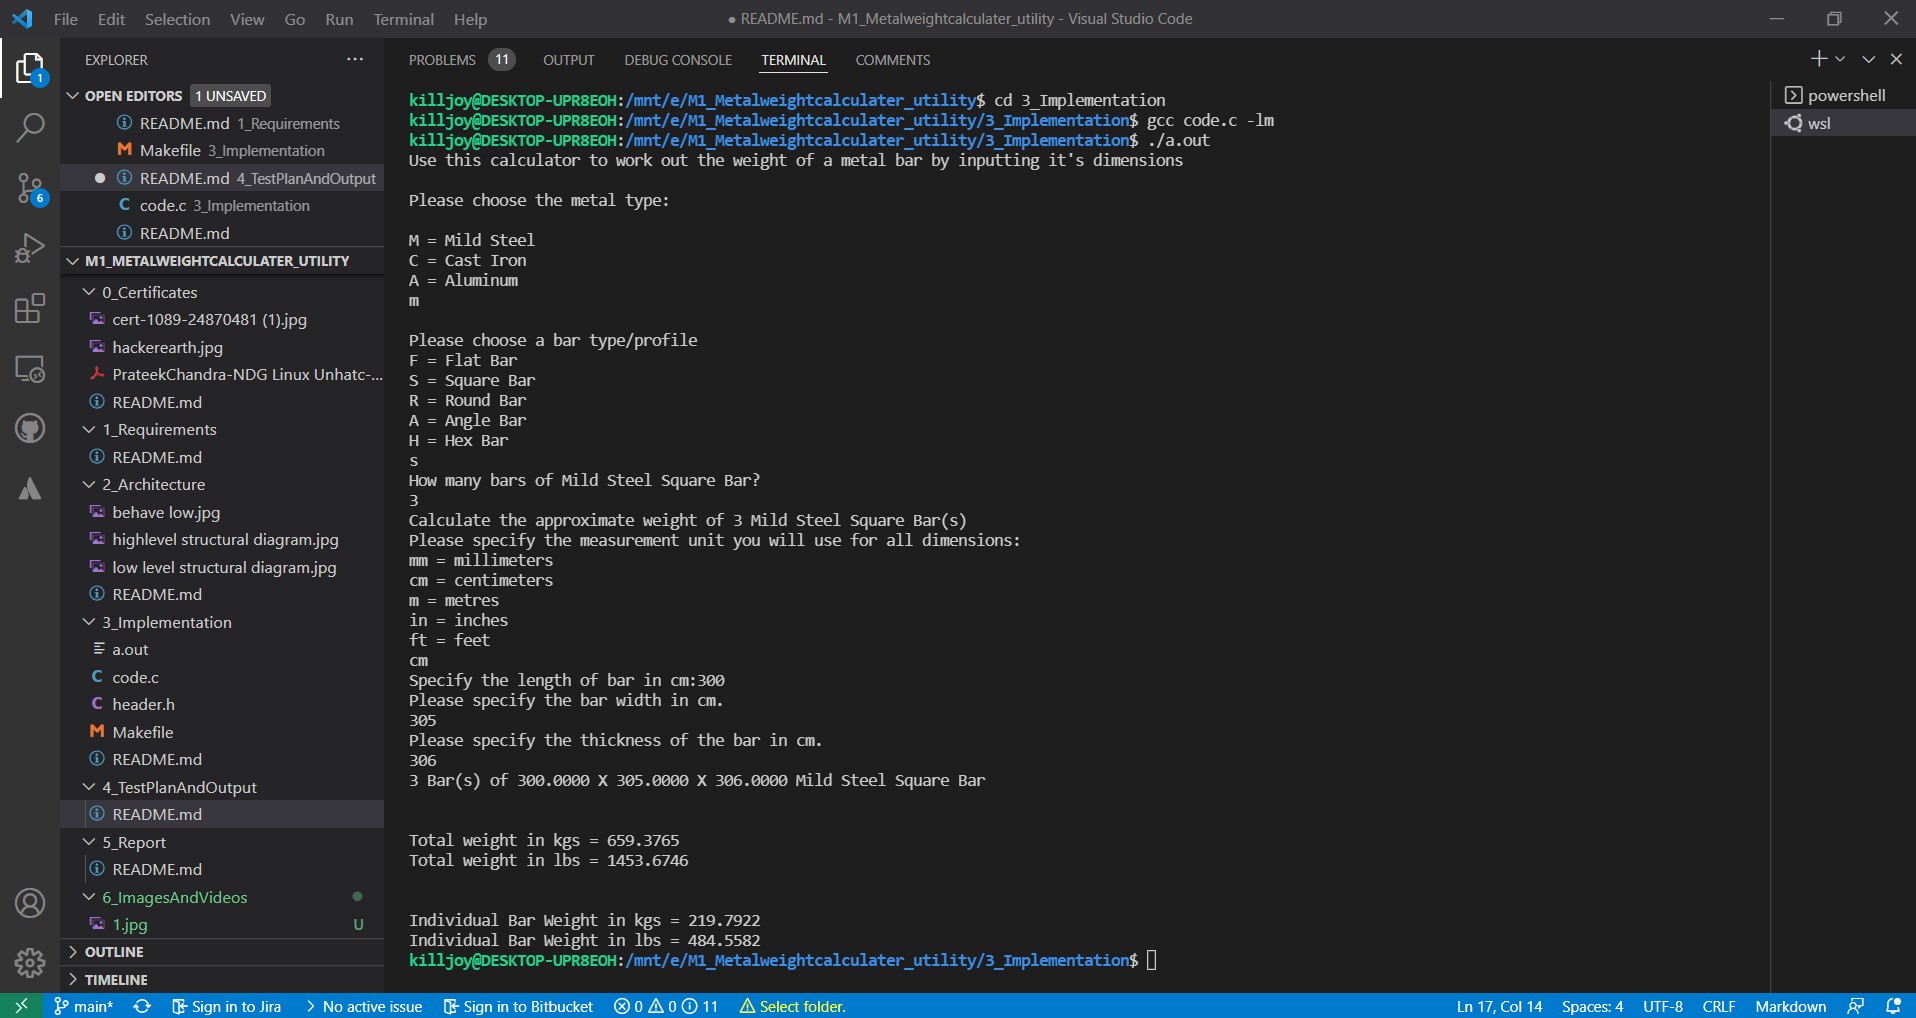 File Edit Selection View Go Run Terminal Help
● README.md - M1_Metalweightcalculater_utility - Visual Studio Code
EXPLORER
OPEN EDITORS 1 UNSAVED
README.md 1_Requirements
Makefile 3_Implementation
README.md 4_TestPlanAndOutput
code.c 3_Implementation
README.md
M1_METALWEIGHTCALCULATER_UTILITY
0_Certificates
cert-1089-24870481 (1).jpg
hackerearth.jpg
PrateekChandra-NDG Linux Unhatc-...
README.md
1_Requirements
README.md
2_Architecture
behave low.jpg
highlevel structural diagram.jpg
low level structural diagram.jpg
README.md
3_Implementation
a.out
code.c
header.h
Makefile
README.md
4_TestPlanAndOutput
README.md
5_Report
README.md
6_ImagesAndVideos
1.jpg U
OUTLINE
TIMELINE
1
6
PROBLEMS 11 OUTPUT DEBUG CONSOLE TERMINAL COMMENTS
killjoy@DESKTOP-UPR8EOH:/mnt/e/M1_Metalweightcalculater_utility$ cd 3_Implementation
killjoy@DESKTOP-UPR8EOH:/mnt/e/M1_Metalweightcalculater_utility/3_Implementation$ gcc code.c -lm
killjoy@DESKTOP-UPR8EOH:/mnt/e/M1_Metalweightcalculater_utility/3_Implementation$ ./a.out
Use this calculator to work out the weight of a metal bar by inputting it's dimensions
Please choose the metal type:
M = Mild Steel
C = Cast Iron
A = Aluminum
m
Please choose a bar type/profile
F = Flat Bar
S = Square Bar
R = Round Bar
A = Angle Bar
H = Hex Bar
s
How many bars of Mild Steel Square Bar?
3
Calculate the approximate weight of 3 Mild Steel Square Bar(s)
Please specify the measurement unit you will use for all dimensions:
mm = millimeters
cm = centimeters
m = metres
in = inches
ft = feet
cm
Specify the length of bar in cm:300
Please specify the bar width in cm.
305
Please specify the thickness of the bar in cm.
306
3 Bar(s) of 300.0000 X 305.0000 X 306.0000 Mild Steel Square Bar
Total weight in kgs = 659.3765
Total weight in lbs = 1453.6746
Individual Bar Weight in kgs = 219.7922
Individual Bar Weight in lbs = 484.5582
killjoy@DESKTOP-UPR8EOH:/mnt/e/M1_Metalweightcalculater_utility/3_Implementation$
powershell
wsl
main* Sign in to Jira No active issue Sign in to Bitbucket 0 0 11 Select folder.
Ln 17, Col 14 Spaces: 4 UTF-8 CRLF Markdown